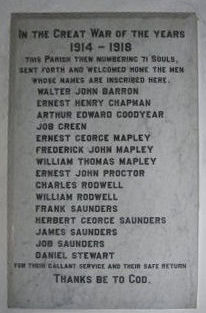 IN THE GREAT WAR OF THE YEARS
1914 – 1918
THIS PARISH THEN NUMBERING 71 SOULS,
SENT FORTH AND WELCOMED HOME THE MEN
WHOSE NAMES ARE INSCRIBED HERE.
WALTER JOHN BARRON
ERNEST HENRY CHAPMAN
ARTHUR EDWARD GOODYEAR
JOB GREEN
ERNEST GEORGE MAPLEY
FREDERICK JOHN MAPLEY
WILLIAM THOMAS MAPLEY
ERNEST JOHN PROCTOR
CHARLES RODWELL
WILLIAM RODWELL
FRANK SAUNDERS
HERBERT GEORGE SAUNDERS
JAMES SAUNDERS
JOB SAUNDERS
DANIEL STEWART
FOR THEIR GALLANT SERVICE AND THEIR SAFE RETURN
THANKS BE TO GOD.